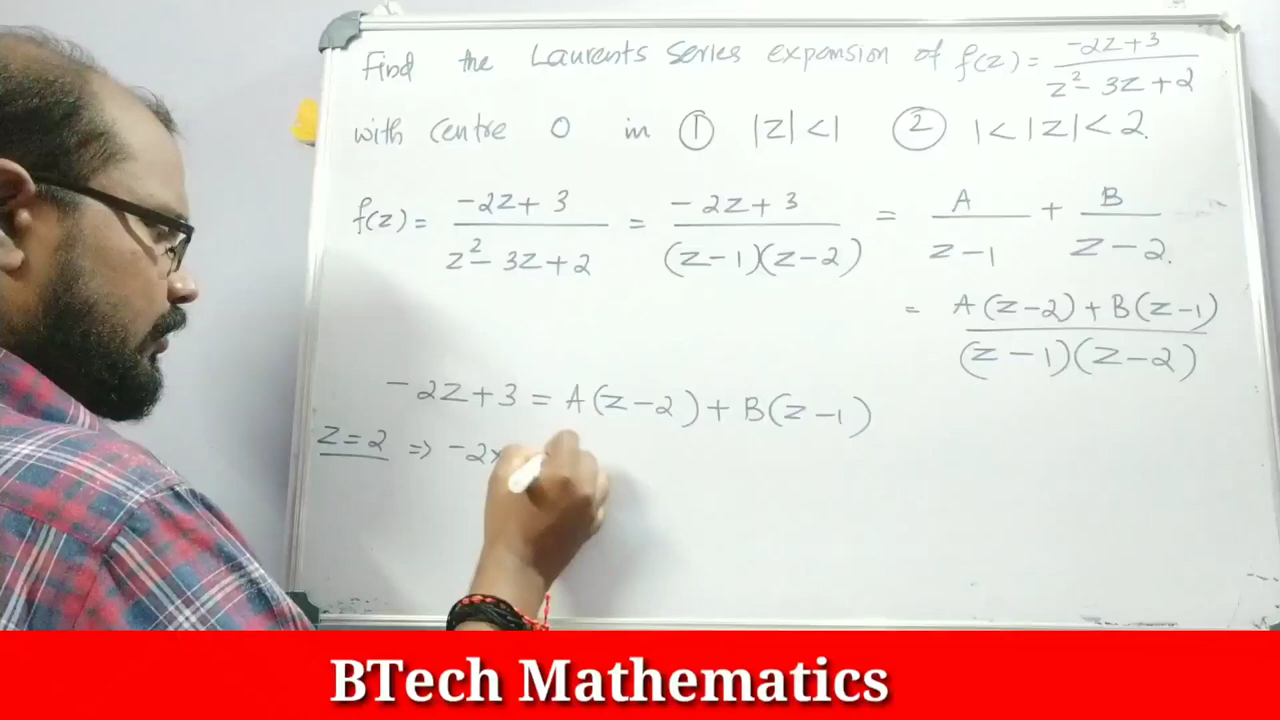 Find the Laurents Series expansion of f(z) = -2z+3 / z² - 3z + 2
with Centre 0 in ① |z| < 1 ② 1 < |z| < 2.
f(z) = -2z+3 / z² - 3z + 2 = -2z+3 / (z-1)(z-2) = A / z-1 + B / z-2.
= A(z-2) + B(z-1) / (z-1)(z-2)
-2z+3 = A(z-2) + B(z-1)
z=2 ⇒ -2×
BTech Mathematics